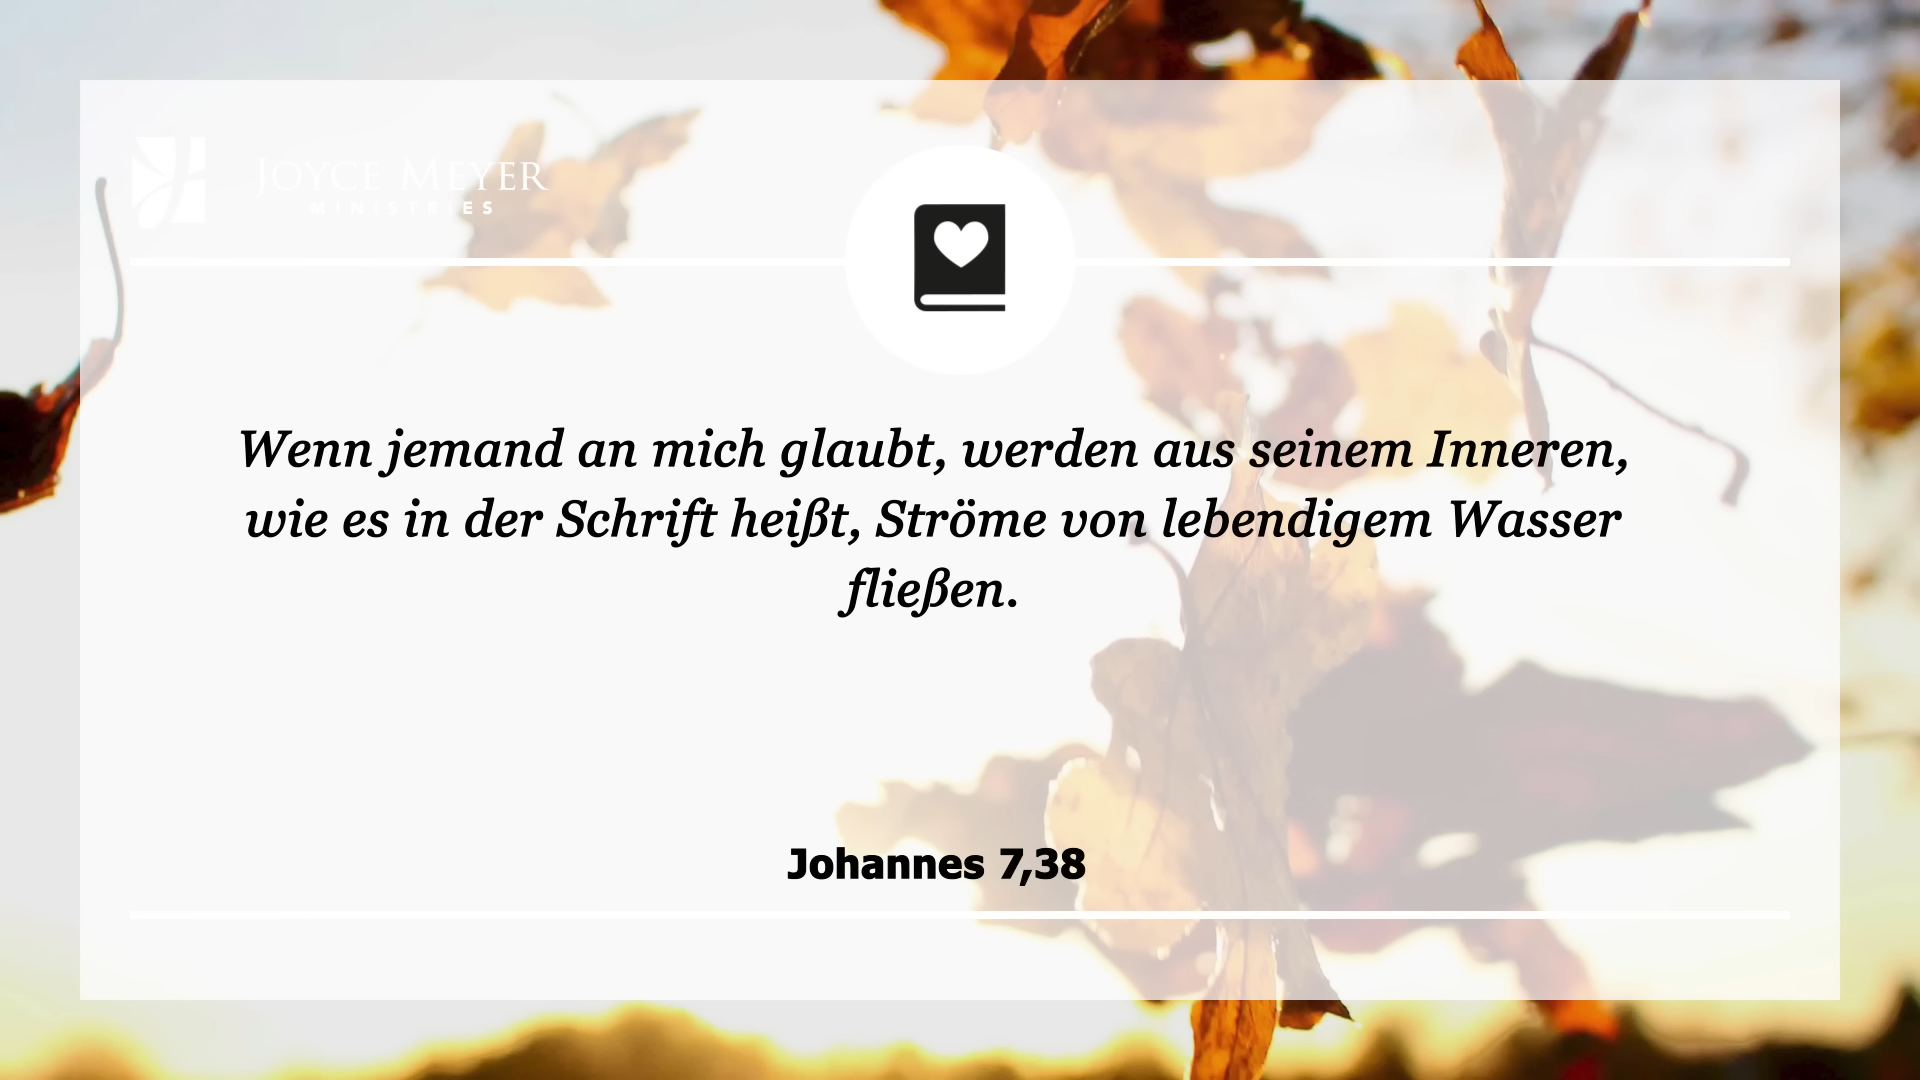 JOYCE MEYER
MINISTRIES
Wenn jemand an mich glaubt, werden aus seinem Inneren,
wie es in der Schrift heißt, Ströme von lebendigem Wasser
fließen.
Johannes 7,38